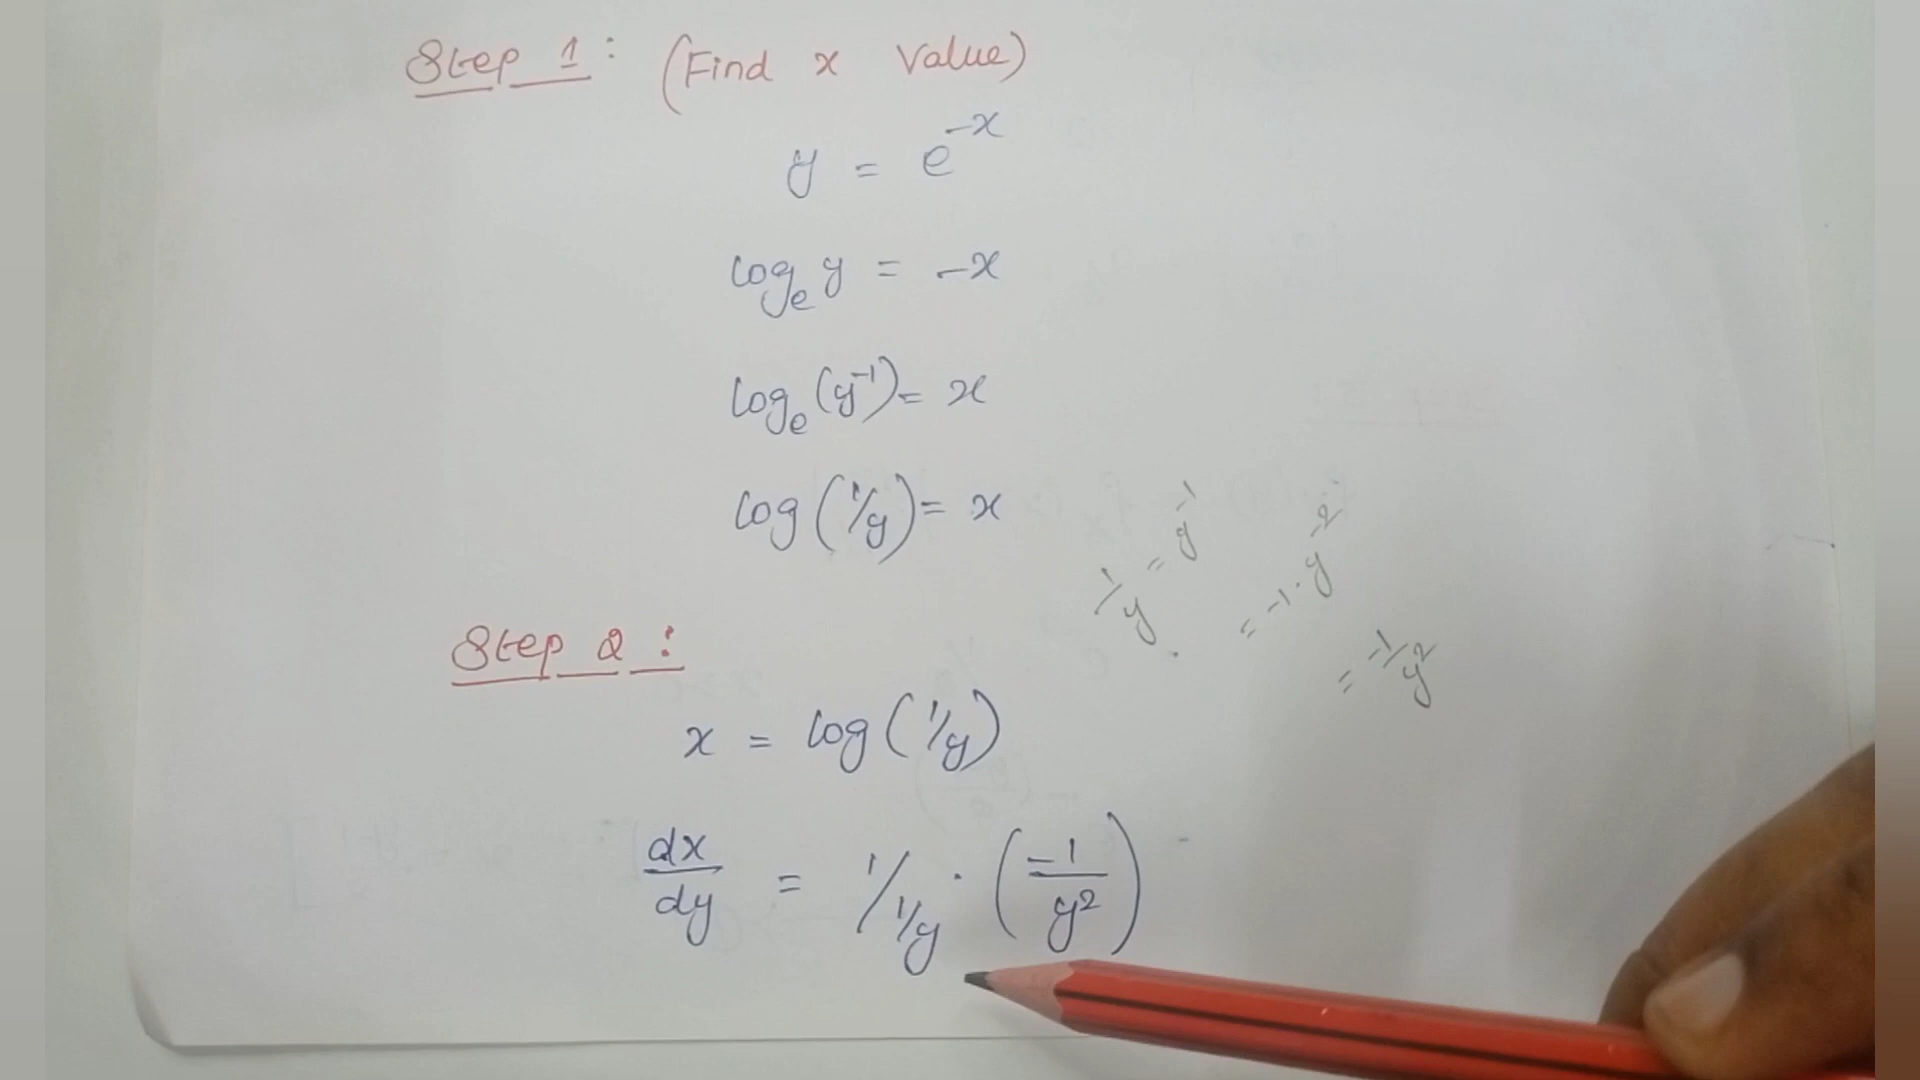 Step 1: (Find x Value)
y = e^-x
log_e y = -x
log_e (y^-1) = x
log (1/y) = x
1/y = y^-1
= -1 · y^-2
= -1/y^2
Step 2:
x = log (1/y)
dx/dy = 1/1/y · (-1/y^2)